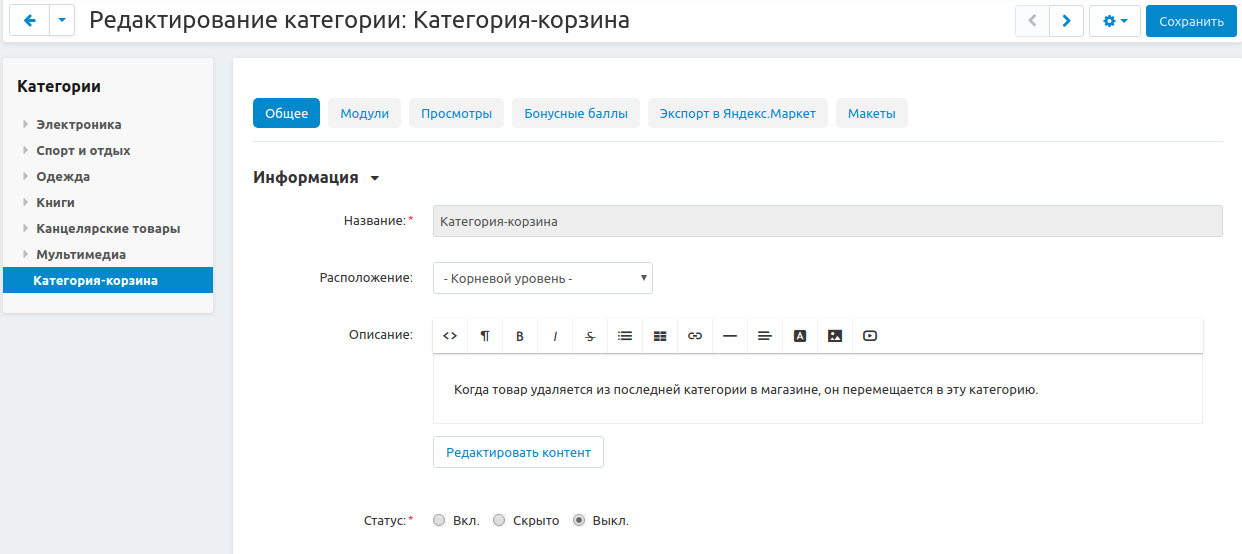 Редактирование категории: Категория-корзина
Сохранить
Категории
Электроника
Спорт и отдых
Одежда
Книги
Канцелярские товары
Мультимедиа
Категория-корзина
Общее Модули Просмотры Бонусные баллы Экспорт в Яндекс.Маркет Макеты
Информация
Название:* Категория-корзина
Расположение: - Корневой уровень -
Описание:
Когда товар удаляется из последней категории в магазине, он перемещается в эту категорию.
Редактировать контент
Статус:* Вкл. Скрыто Выкл.